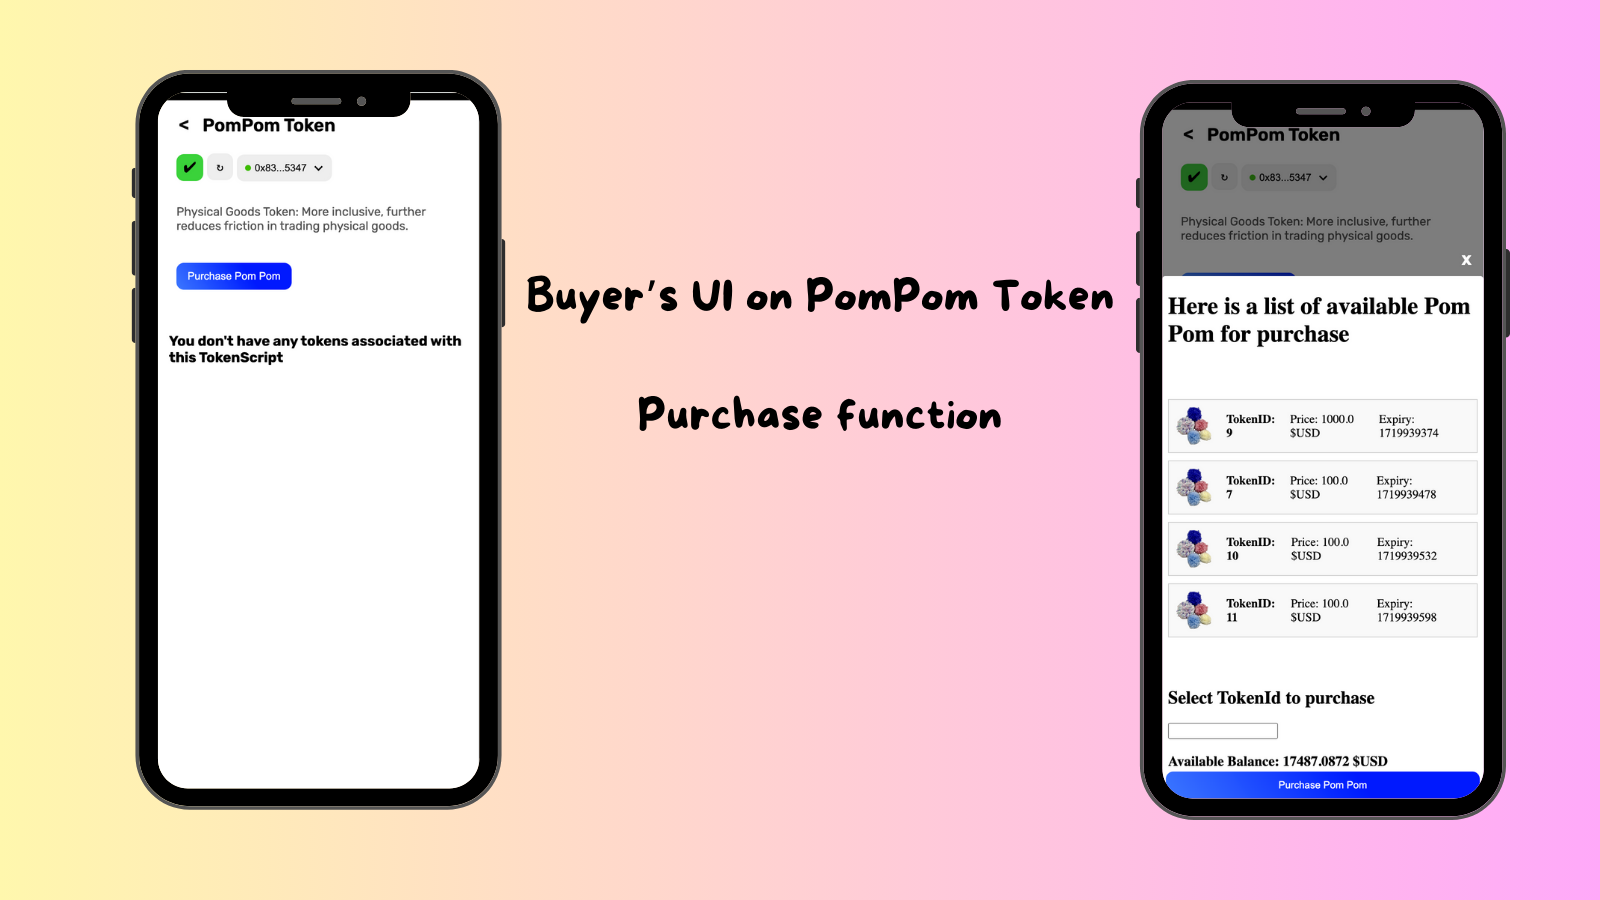 < PomPom Token
✔ ↻ 0x83...5347
Physical Goods Token: More inclusive, further
reduces friction in trading physical goods.
Purchase Pom Pom
You don't have any tokens associated with
this TokenScript
Buyer's UI on PomPom Token
Purchase function
< PomPom Token
✔ ↻ 0x83...5347
Physical Goods Token: More inclusive, further
reduces friction in trading physical goods.
X
Here is a list of available Pom
Pom for purchase
TokenID: Price: 1000.0 Expiry:
9 $USD 1719939374
TokenID: Price: 100.0 Expiry:
7 $USD 1719939478
TokenID: Price: 100.0 Expiry:
10 $USD 1719939532
TokenID: Price: 100.0 Expiry:
11 $USD 1719939598
Select TokenId to purchase
Available Balance: 17487.0872 $USD
Purchase Pom Pom